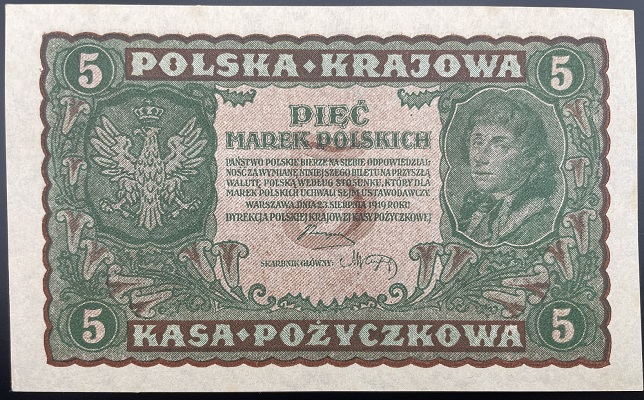 5 POLSKA ◆ KRAJOWA 5
PIĘĆ
MAREK POLSKICH
PAŃSTWO POLSKIE BIERZE NA SIEBIE ODPOWIEDZIAL-
NOŚĆ ZA WYMIANĘ NINIEJSZEGO BILETU NA PRZYSZŁĄ
WALUTĘ POLSKĄ WEDŁUG STOSUNKU, KTÓRY DLA
MAREK POLSKICH UCHWALI SEJM USTAWODAWCZY.
WARSZAWA, DNIA 23. SIERPNIA 1919 ROKU
DYREKCJA POLSKIEJ KRAJOWEJ KASY POŻYCZKOWEJ
SKARBNIK GŁÓWNY:
5 KASA ◆ POŻYCZKOWA 5